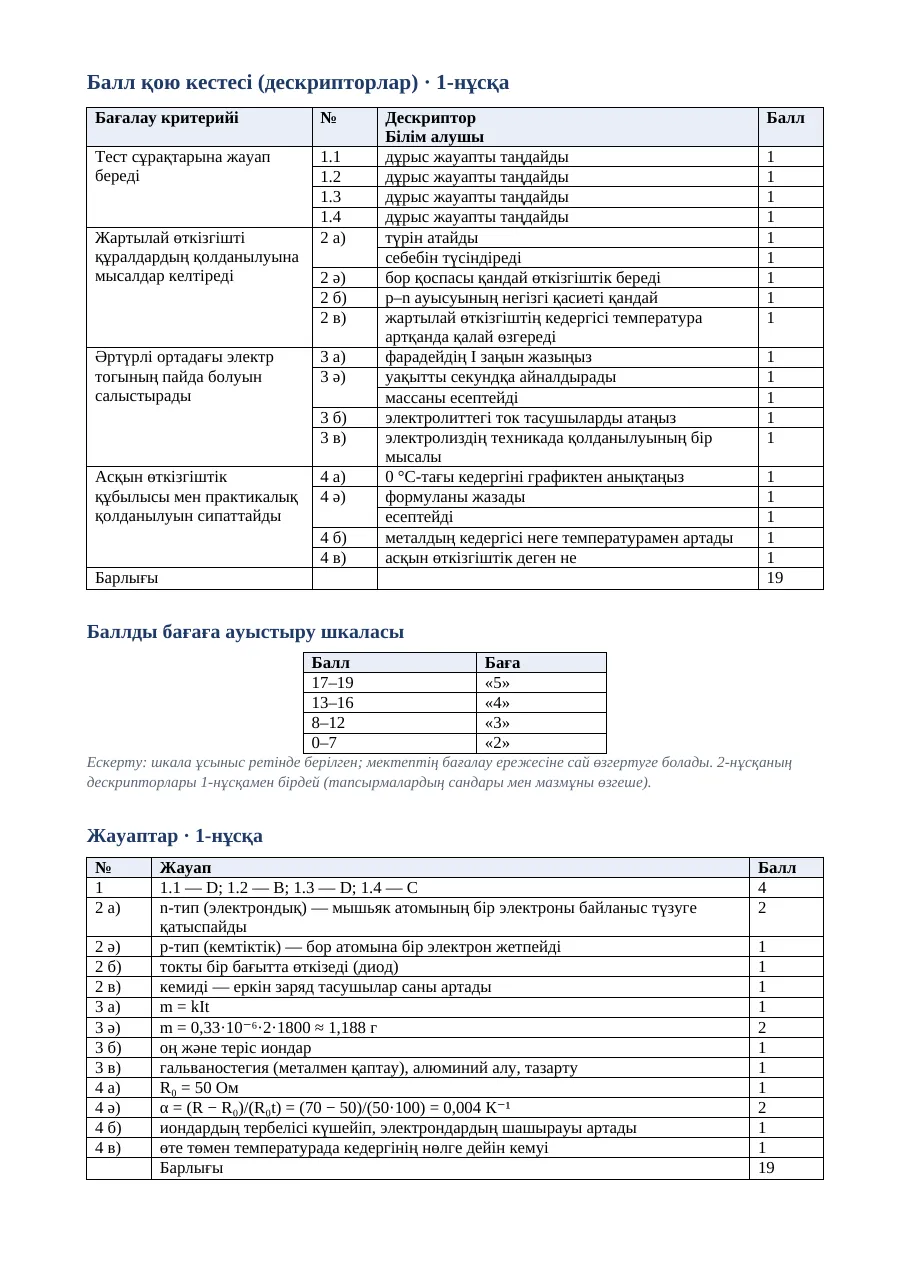 Балл қою кестесі (дескрипторлар) · 1-нұсқа
Бағалау критерийі № Дескриптор Балл
Білім алушы
Тест сұрақтарына жауап 1.1 дұрыс жауапты таңдайды 1
береді 1.2 дұрыс жауапты таңдайды 1
1.3 дұрыс жауапты таңдайды 1
1.4 дұрыс жауапты таңдайды 1
Жартылай өткізгішті 2 а) түрін атайды 1
құралдардың қолданылуына себебін түсіндіреді 1
мысалдар келтіреді 2 ә) бор қоспасы қандай өткізгіштік береді 1
2 б) p–n ауысуының негізгі қасиеті қандай 1
2 в) жартылай өткізгіштің кедергісі температура 1
артқанда қалай өзгереді
Әртүрлі ортадағы электр 3 а) фарадейдің I заңын жазыңыз 1
тогының пайда болуын 3 ә) уақытты секундқа айналдырады 1
салыстырады массаны есептейді 1
3 б) электролиттегі ток тасушыларды атаңыз 1
3 в) электролиздің техникада қолданылуының бір 1
мысалы
Асқын өткізгіштік 4 а) 0 °C-тағы кедергіні графиктен анықтаңыз 1
құбылысы мен практикалық 4 ә) формуланы жазады 1
қолданылуын сипаттайды есептейді 1
4 б) металдың кедергісі неге температурамен артады 1
4 в) асқын өткізгіштік деген не 1
Барлығы 19
Баллды бағаға ауыстыру шкаласы
Балл Баға
17–19 «5»
13–16 «4»
8–12 «3»
0–7 «2»
Ескерту: шкала ұсыныс ретінде берілген; мектептің бағалау ережесіне сай өзгертуге болады. 2-нұсқаның
дескрипторлары 1-нұсқамен бірдей (тапсырмалардың сандары мен мазмұны өзгеше).
Жауаптар · 1-нұсқа
№ Жауап Балл
1 1.1 — D; 1.2 — B; 1.3 — D; 1.4 — C 4
2 а) n-тип (электрондық) — мышьяк атомының бір электроны байланыс түзуге 2
қатыспайды
2 ә) p-тип (кемтіктік) — бор атомына бір электрон жетпейді 1
2 б) токты бір бағытта өткізеді (диод) 1
2 в) кемиді — еркін заряд тасушылар саны артады 1
3 а) m = kIt 1
3 ә) m = 0,33·10⁻⁶·2·1800 ≈ 1,188 г 2
3 б) оң және теріс иондар 1
3 в) гальваностегия (металмен қаптау), алюминий алу, тазарту 1
4 а) R₀ = 50 Ом 1
4 ә) α = (R − R₀)/(R₀t) = (70 − 50)/(50·100) = 0,004 К⁻¹ 2
4 б) иондардың тербелісі күшейіп, электрондардың шашырауы артады 1
4 в) өте төмен температурада кедергінің нөлге дейін кемуі 1
Барлығы 19